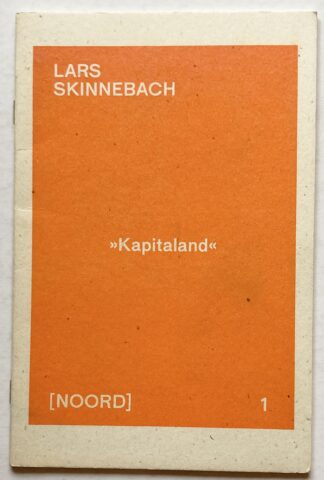 LARS
SKINNEBACH
»Kapitaland«
[NOORD]
1